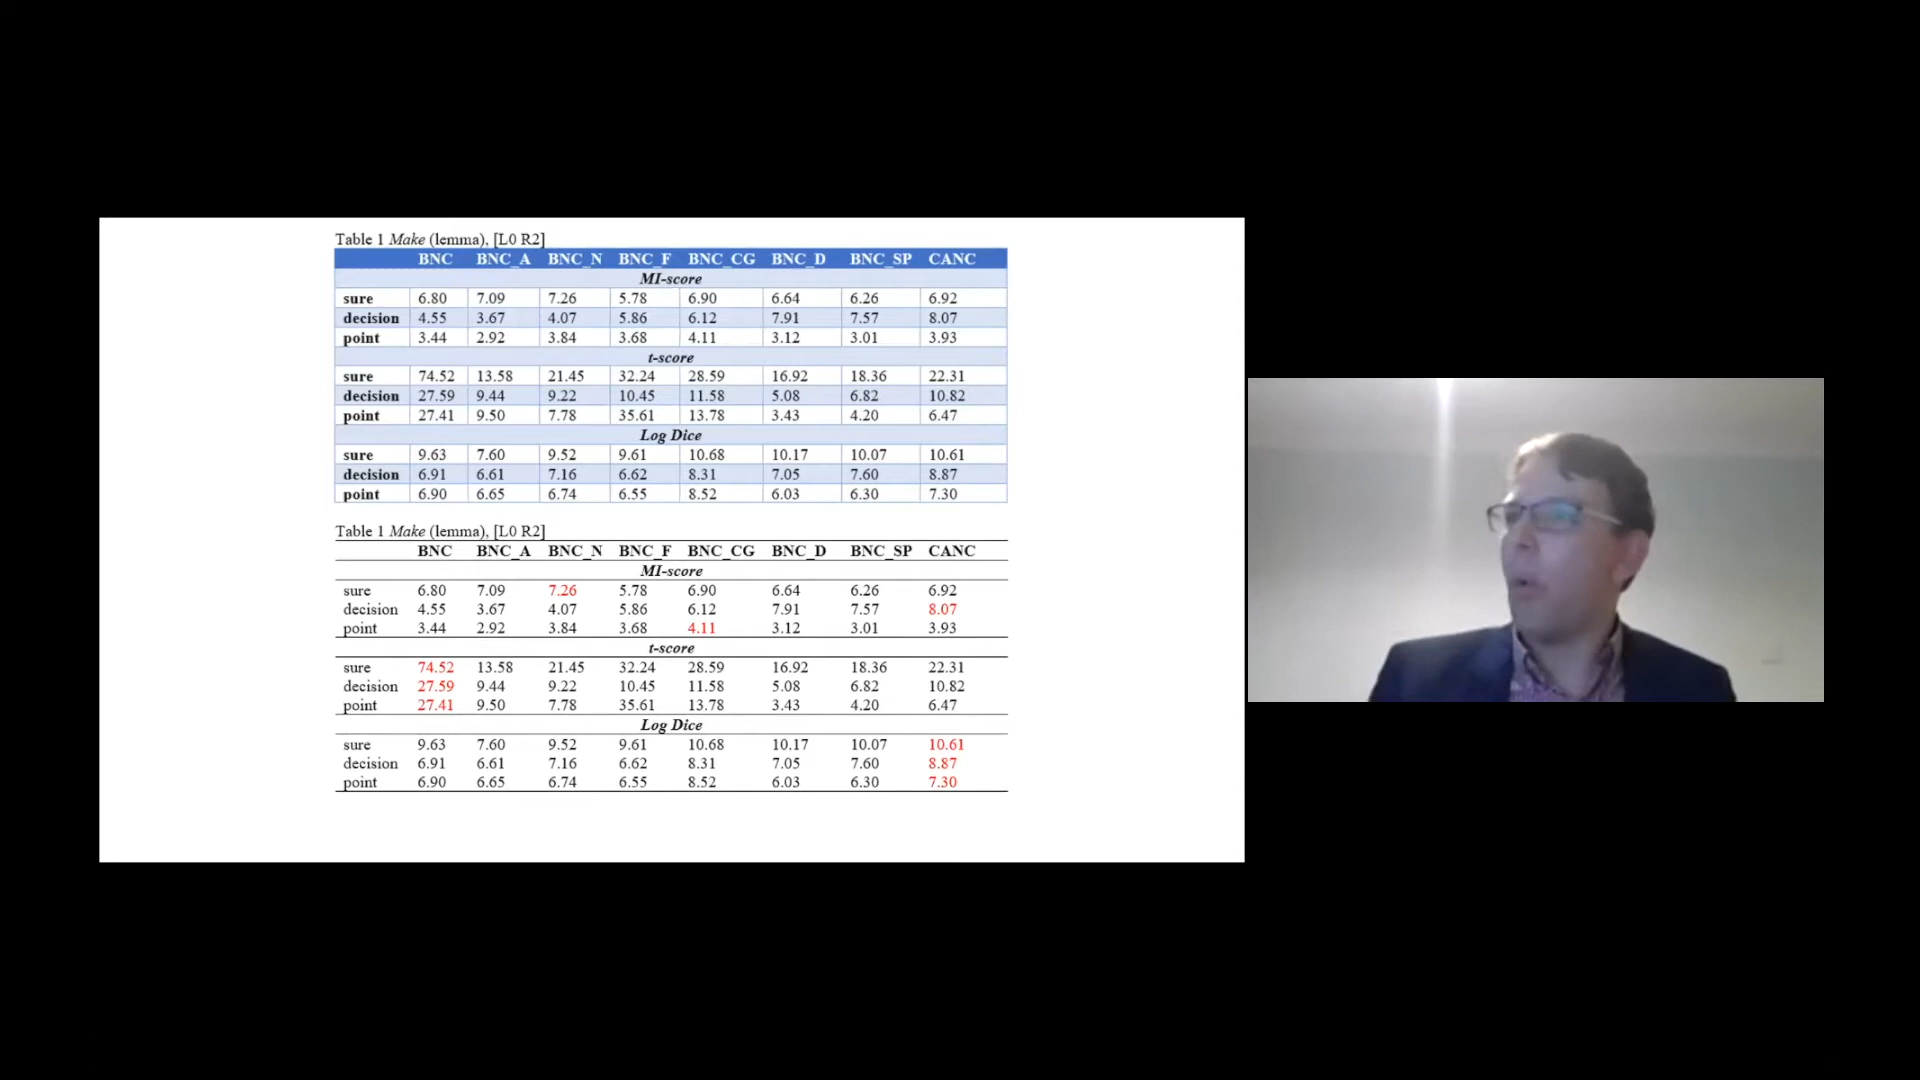 Table 1 Make (lemma), [L0 R2]
BNC BNC_A BNC_N BNC_F BNC_CG BNC_D BNC_SP CANC
MI-score
sure 6.80 7.09 7.26 5.78 6.90 6.64 6.26 6.92
decision 4.55 3.67 4.07 5.86 6.12 7.91 7.57 8.07
point 3.44 2.92 3.84 3.68 4.11 3.12 3.01 3.93
t-score
sure 74.52 13.58 21.45 32.24 28.59 16.92 18.36 22.31
decision 27.59 9.44 9.22 10.45 11.58 5.08 6.82 10.82
point 27.41 9.50 7.78 35.61 13.78 3.43 4.20 6.47
Log Dice
sure 9.63 7.60 9.52 9.61 10.68 10.17 10.07 10.61
decision 6.91 6.61 7.16 6.62 8.31 7.05 7.60 8.87
point 6.90 6.65 6.74 6.55 8.52 6.03 6.30 7.30
Table 1 Make (lemma), [L0 R2]
BNC BNC_A BNC_N BNC_F BNC_CG BNC_D BNC_SP CANC
MI-score
sure 6.80 7.09 7.26 5.78 6.90 6.64 6.26 6.92
decision 4.55 3.67 4.07 5.86 6.12 7.91 7.57 8.07
point 3.44 2.92 3.84 3.68 4.11 3.12 3.01 3.93
t-score
sure 74.52 13.58 21.45 32.24 28.59 16.92 18.36 22.31
decision 27.59 9.44 9.22 10.45 11.58 5.08 6.82 10.82
point 27.41 9.50 7.78 35.61 13.78 3.43 4.20 6.47
Log Dice
sure 9.63 7.60 9.52 9.61 10.68 10.17 10.07 10.61
decision 6.91 6.61 7.16 6.62 8.31 7.05 7.60 8.87
point 6.90 6.65 6.74 6.55 8.52 6.03 6.30 7.30